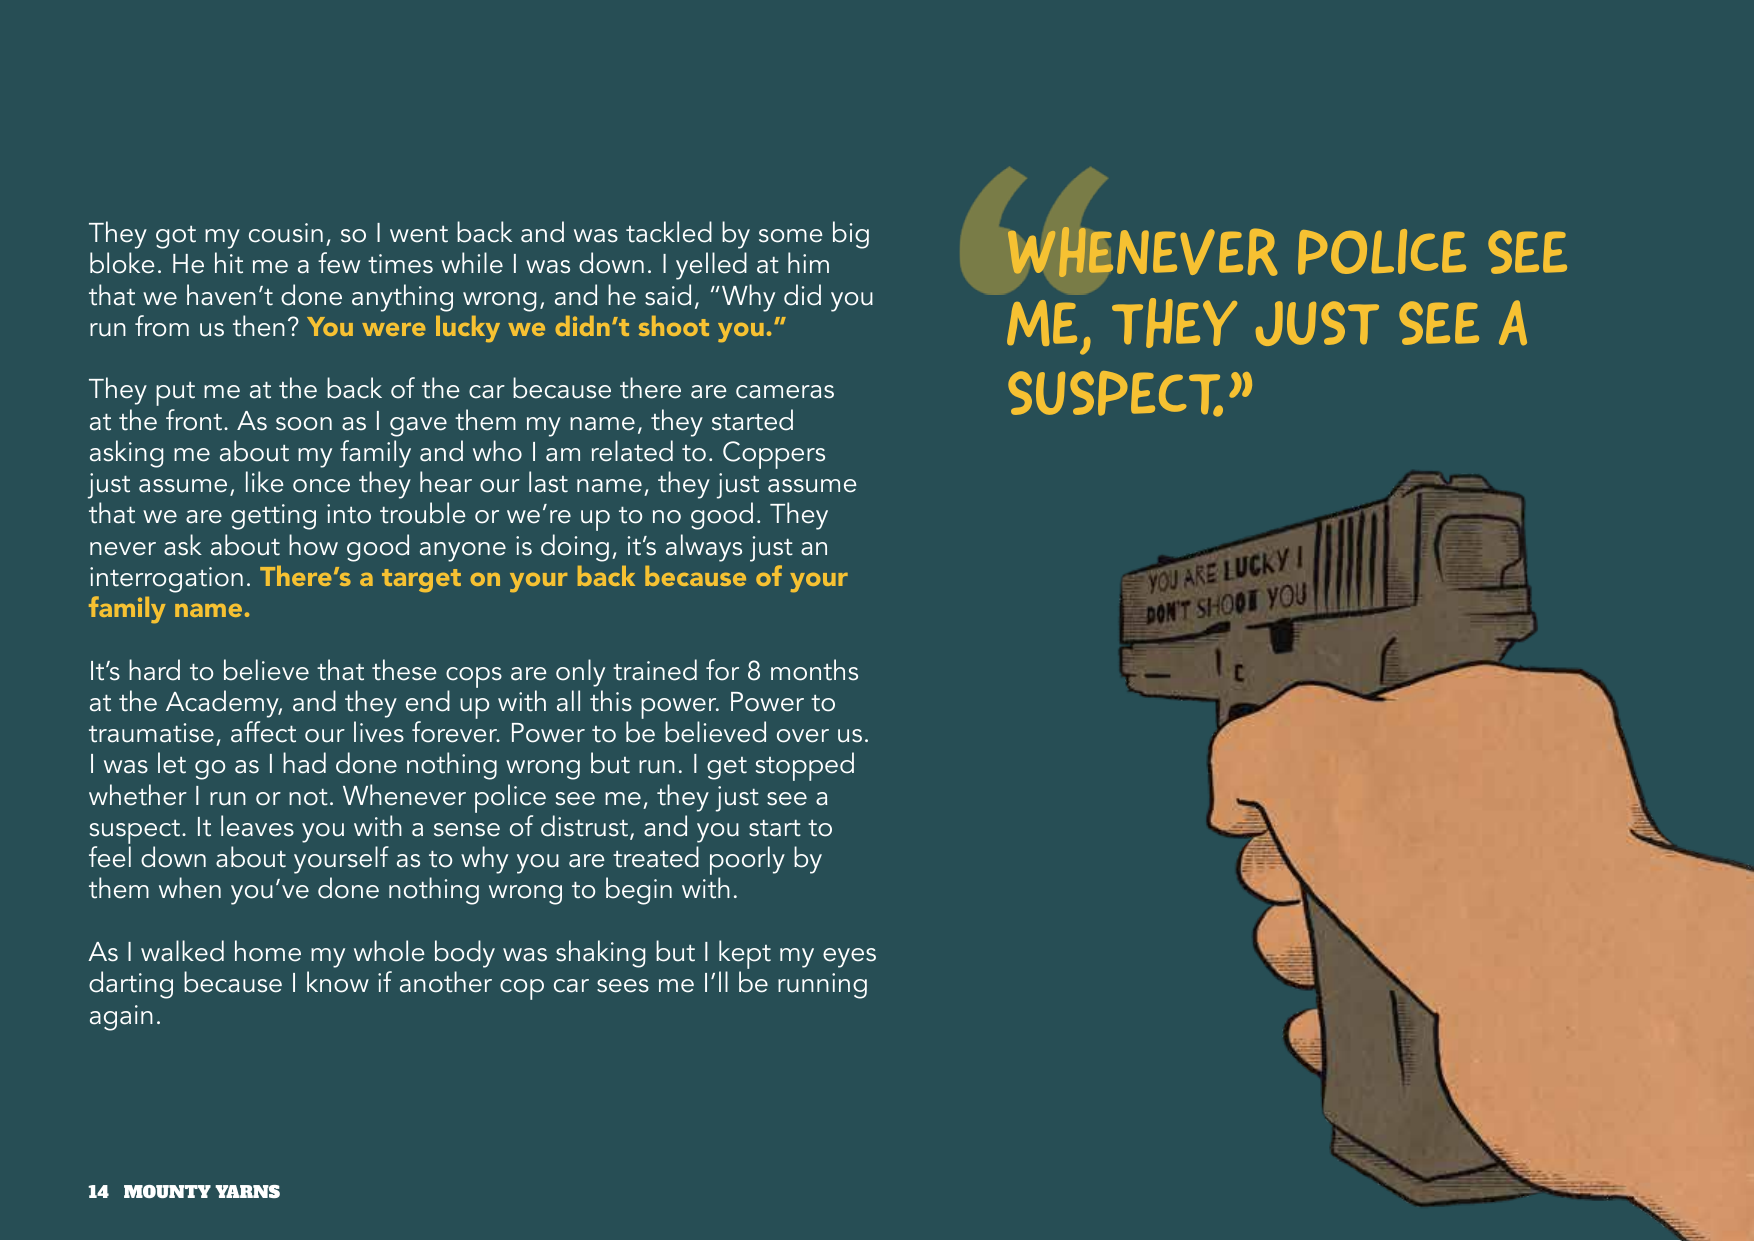 They got my cousin, so I went back and was tackled by some big
bloke. He hit me a few times while I was down. I yelled at him
that we haven’t done anything wrong, and he said, “Why did you
run from us then? You were lucky we didn’t shoot you.”
They put me at the back of the car because there are cameras
at the front. As soon as I gave them my name, they started
asking me about my family and who I am related to. Coppers
just assume, like once they hear our last name, they just assume
that we are getting into trouble or we’re up to no good. They
never ask about how good anyone is doing, it’s always just an
interrogation. There’s a target on your back because of your
family name.
It’s hard to believe that these cops are only trained for 8 months
at the Academy, and they end up with all this power. Power to
traumatise, affect our lives forever. Power to be believed over us.
I was let go as I had done nothing wrong but run. I get stopped
whether I run or not. Whenever police see me, they just see a
suspect. It leaves you with a sense of distrust, and you start to
feel down about yourself as to why you are treated poorly by
them when you’ve done nothing wrong to begin with.
As I walked home my whole body was shaking but I kept my eyes
darting because I know if another cop car sees me I’ll be running
again.
14 MOUNTY YARNS
“WHENEVER POLICE SEE
ME, THEY JUST SEE A
SUSPECT.”
YOU ARE LUCKY I
DON'T SHOOT YOU